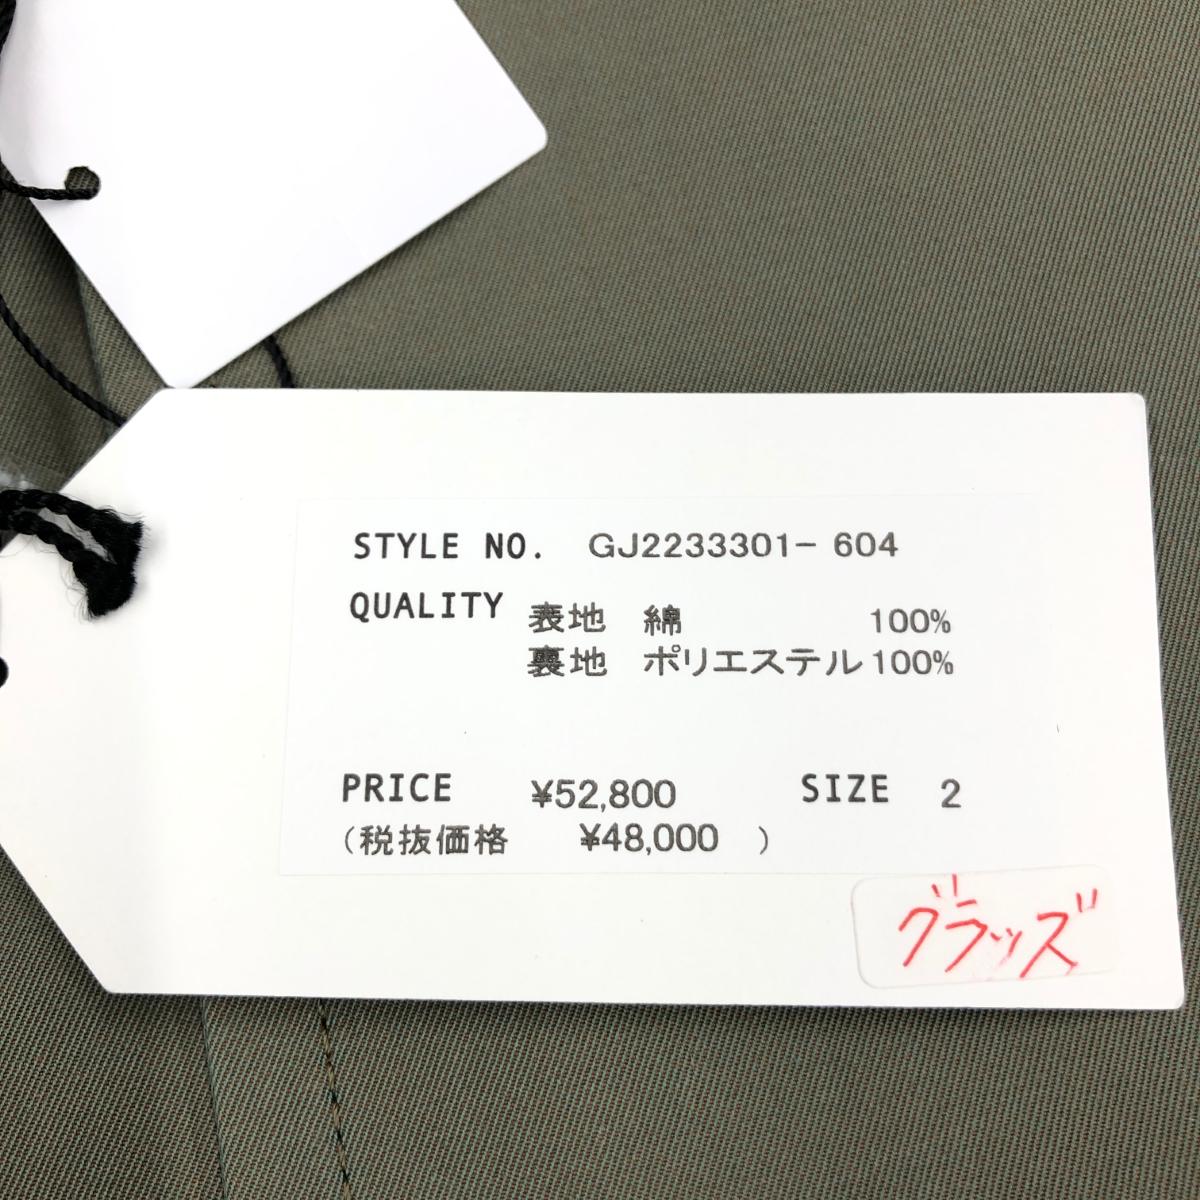 STYLE NO. GJ2233301- 604
QUALITY 表地 綿 100%
裏地 ポリエステル 100%
PRICE ¥52,800 SIZE 2
(税抜価格 ¥48,000 )
グラッズ